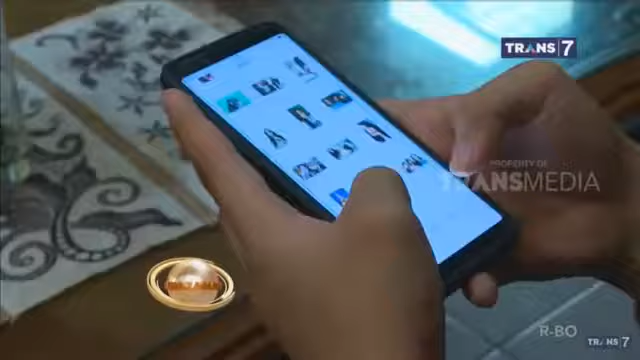 TRANS 7
PROPERTY OF
TRANSMEDIA
R-BO
TRANS 7